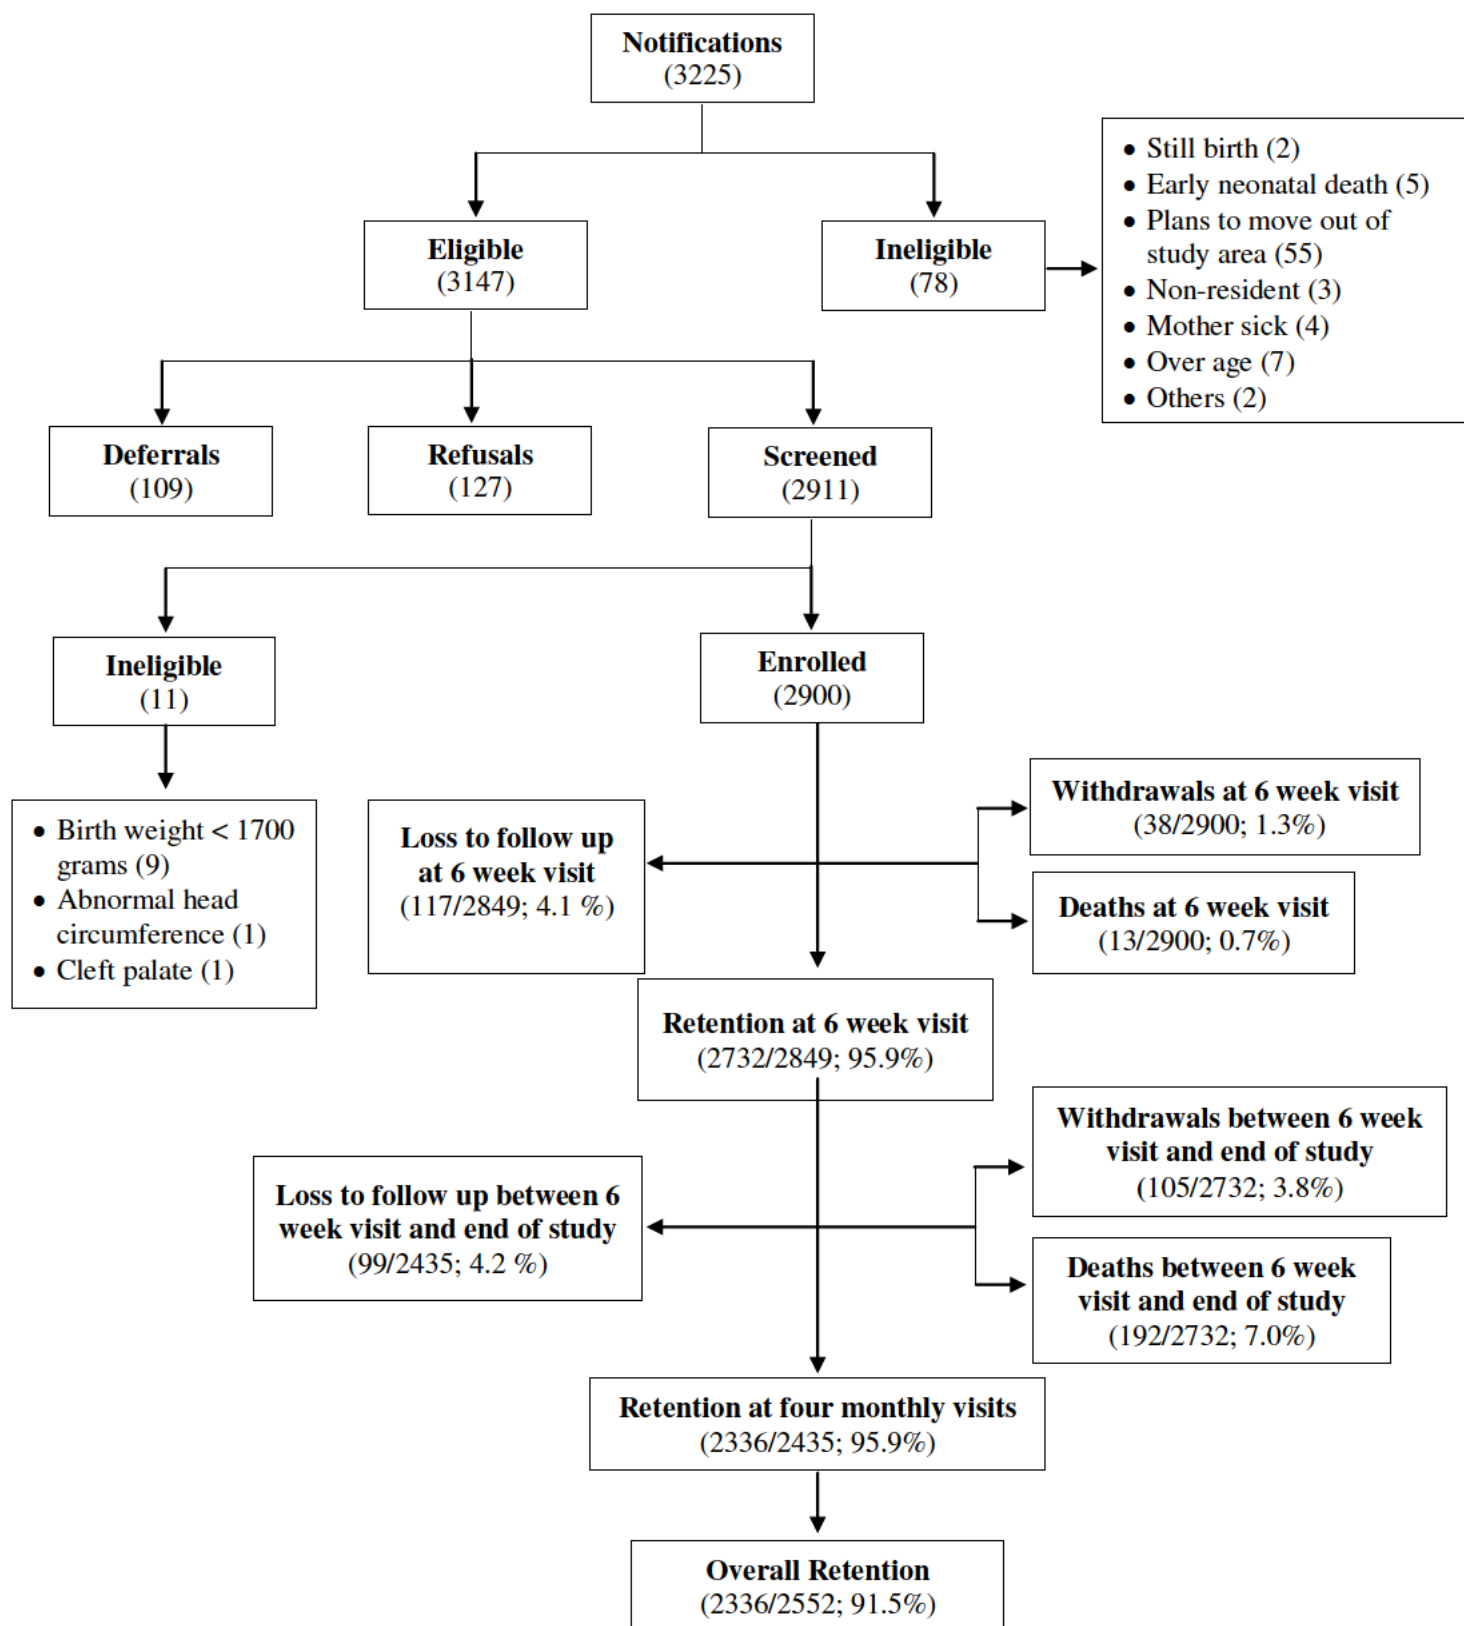 Notifications
(3225)
• Still birth (2)
• Early neonatal death (5)
• Plans to move out of
study area (55)
• Non-resident (3)
• Mother sick (4)
• Over age (7)
• Others (2)
Eligible
(3147)
Ineligible
(78)
Deferrals
(109)
Refusals
(127)
Screened
(2911)
Ineligible
(11)
Enrolled
(2900)
• Birth weight < 1700
grams (9)
• Abnormal head
circumference (1)
• Cleft palate (1)
Loss to follow up
at 6 week visit
(117/2849; 4.1 %)
Withdrawals at 6 week visit
(38/2900; 1.3%)
Deaths at 6 week visit
(13/2900; 0.7%)
Retention at 6 week visit
(2732/2849; 95.9%)
Loss to follow up between 6
week visit and end of study
(99/2435; 4.2 %)
Withdrawals between 6 week
visit and end of study
(105/2732; 3.8%)
Deaths between 6 week
visit and end of study
(192/2732; 7.0%)
Retention at four monthly visits
(2336/2435; 95.9%)
Overall Retention
(2336/2552; 91.5%)